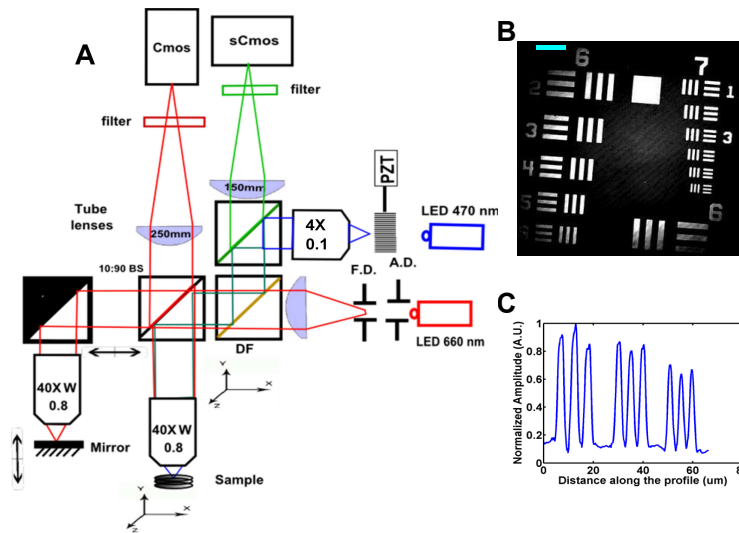 A
Cmos
sCmos
filter
filter
150mm
Tube
lenses
250mm
4X
0.1
PZT
LED 470 nm
10:90 BS
F.D.
A.D.
DF
LED 660 nm
40X W
0.8
Mirror
40X W
0.8
Sample
Y
X
Z
Y
X
Z
B
6
7
2
1
3
3
4
5
6
6
C
Normalized Amplitude (A.U.)
1
0.8
0.6
0.4
0.2
0
0
20
40
60
Distance along the profile (um)